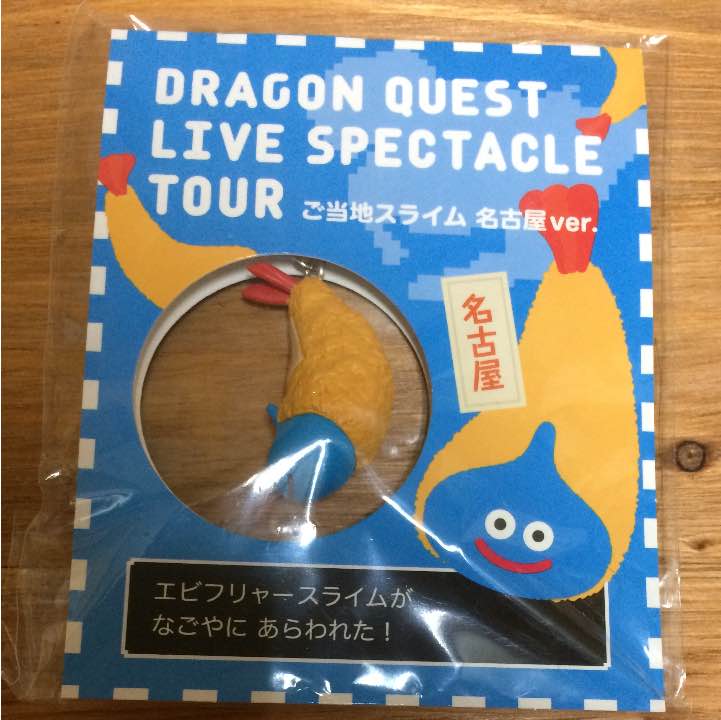 DRAGON QUEST
LIVE SPECTACLE
TOUR ご当地スライム 名古屋ver.
名古屋
エビフリャースライムが
なごやに あらわれた！